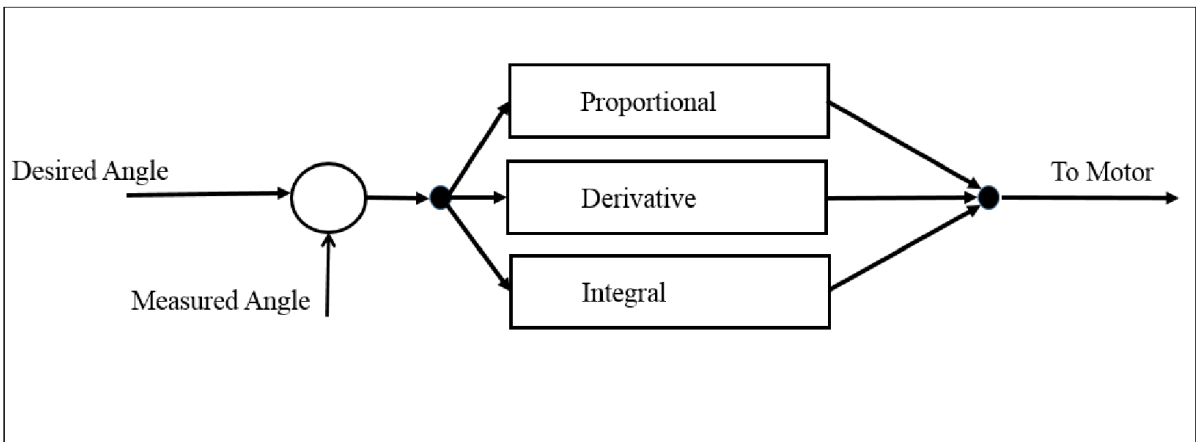 Proportional
Desired Angle
To Motor
Derivative
Measured Angle
Integral